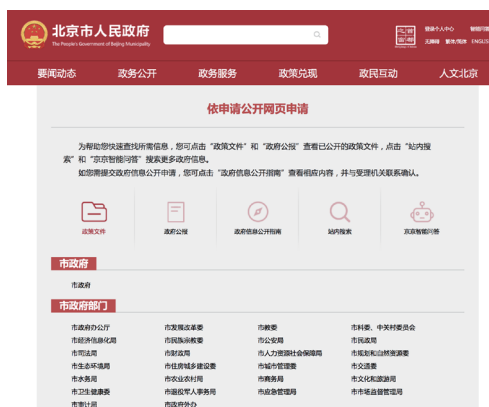 北京市人民政府
The People's Government of Beijing Municipality
首都之窗
登录个人中心 智能问答
无障碍 繁体/简体 ENGLIS
要闻动态 政务公开 政务服务 政策兑现 政民互动 人文北京
依申请公开网页申请
为帮助您快速查找所需信息，您可点击“政策文件”和“政府公报”查看已公开的政策文件，点击“站内搜
索”和“京京智能问答”搜索更多政府信息。
如您需提交政府信息公开申请，您可点击“政府信息公开指南”查看相应内容，并与受理机关联系确认。
政策文件 政府公报 政府信息公开指南 站内搜索 京京智能问答
市政府
市政府
市政府部门
市政府办公厅 市发展改革委 市教委 市科委、中关村委员会
市经济信息化局 市民族宗教委 市公安局 市民政局
市司法局 市财政局 市人力资源社会保障局 市规划和自然资源委
市生态环境局 市住房城乡建设委 市城市管理委 市交通委
市水务局 市农业农村局 市商务局 市文化和旅游局
市卫生健康委 市退役军人事务局 市应急管理局 市市场监督管理局
市审计局 市政府外办